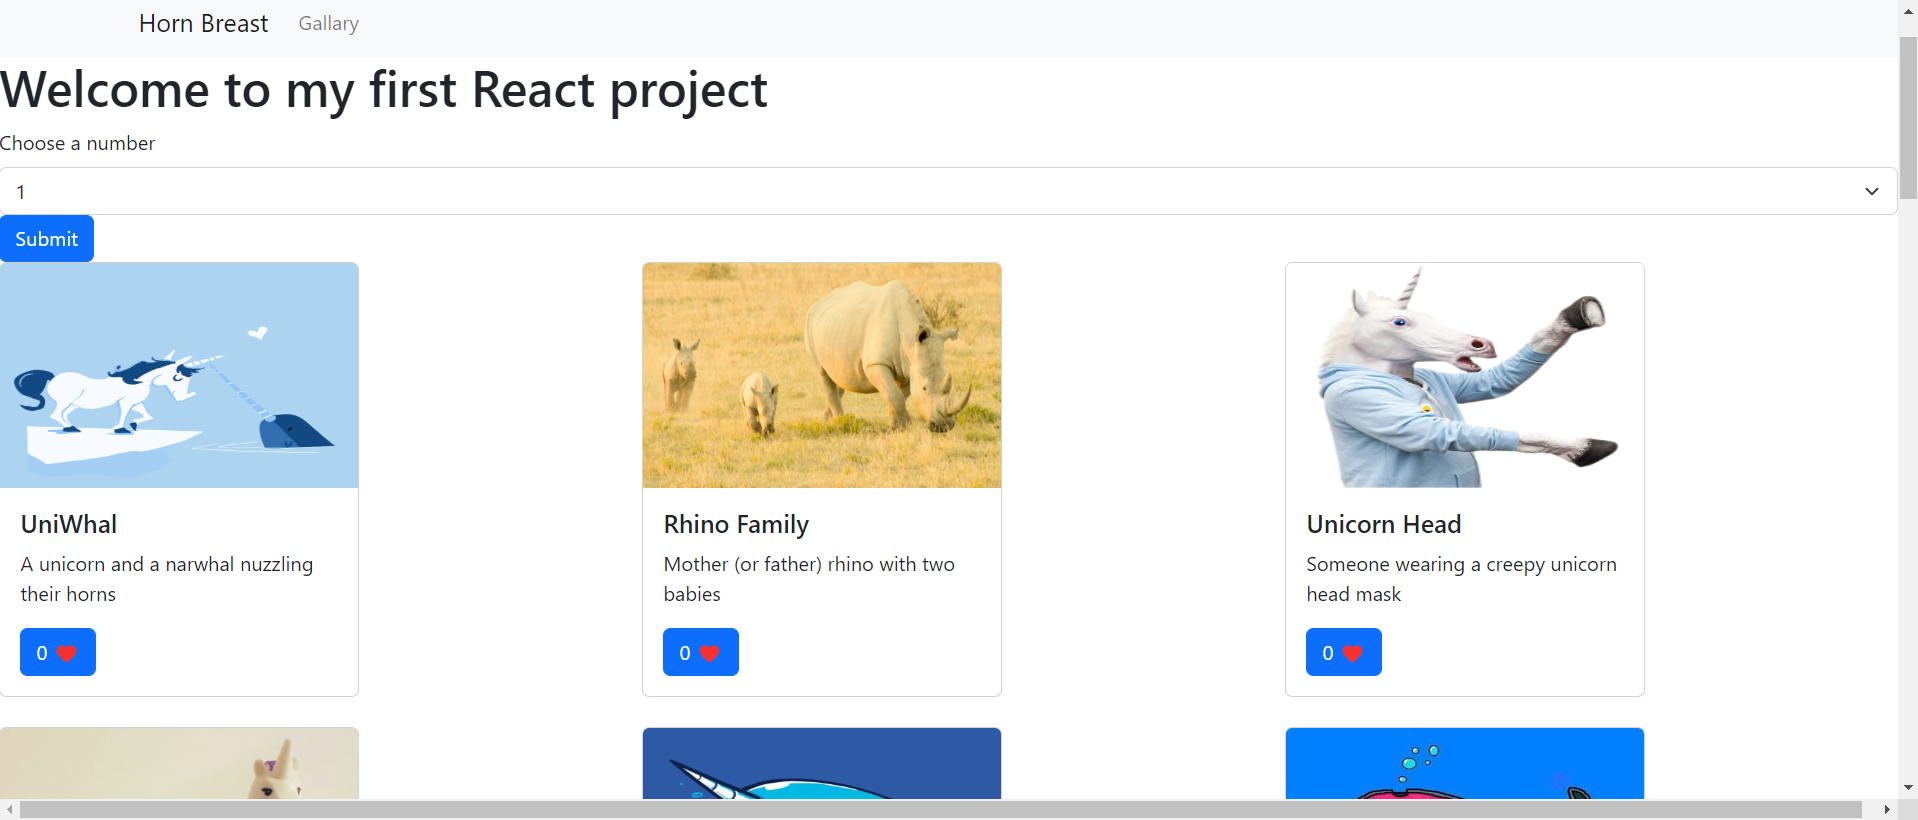 Horn Breast Gallary
Welcome to my first React project
Choose a number
1
Submit
UniWhal
A unicorn and a narwhal nuzzling
their horns
0
Rhino Family
Mother (or father) rhino with two
babies
0
Unicorn Head
Someone wearing a creepy unicorn
head mask
0